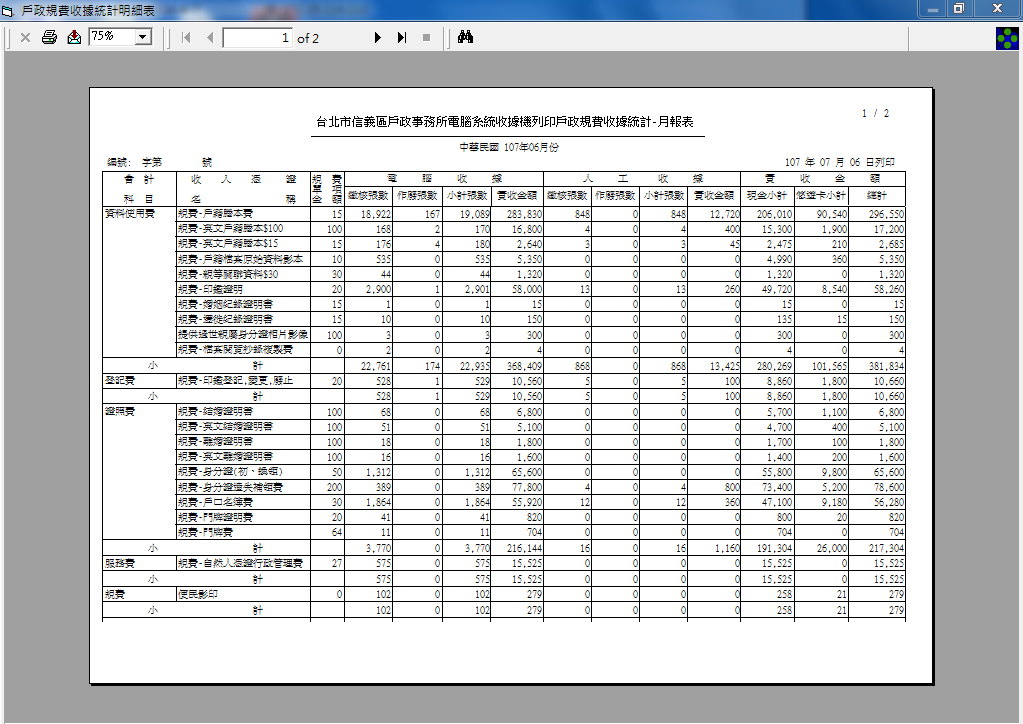 戶政規費收據統計明細表
75% 1 of 2
1 / 2
台北市信義區戶政事務所電腦系統收據機列印戶政規費收據統計-月報表
中華民國 107年06月份
編號: 字第 號 107 年 07 月 06 日列印
會 計 收 入 憑 證 規 費 電 腦 收 據 人 工 收 據 實 收 金 額
科 目 名 稱 單 項 金 額 繳核張數 作廢張數 小計張數 實收金額 繳核張數 作廢張數 小計張數 實收金額 現金小計 悠遊卡小計 總計
資料使用費 規費-戶籍謄本費 15 18,922 167 19,089 283,830 848 0 848 12,720 206,010 90,540 296,550
規費-英文戶籍謄本$100 100 168 2 170 16,800 4 0 4 400 15,300 1,900 17,200
規費-英文戶籍謄本$15 15 176 4 180 2,640 3 0 3 45 2,475 210 2,685
規費-戶籍檔案原始資料影本 10 535 0 535 5,350 0 0 0 0 4,990 360 5,350
規費-親等關聯資料$30 30 44 0 44 1,320 0 0 0 0 1,320 0 1,320
規費-印鑑證明 20 2,900 1 2,901 58,000 13 0 13 260 49,720 8,540 58,260
規費-婚姻紀錄證明書 15 1 0 1 15 0 0 0 0 15 0 15
規費-遷徙紀錄證明書 15 10 0 10 150 0 0 0 0 135 15 150
提供過世親屬身分證相片影像 100 3 0 3 300 0 0 0 0 300 0 300
規費-檔案閱覽抄錄複製費 0 2 0 2 4 0 0 0 0 4 0 4
小 計 22,761 174 22,935 368,409 868 0 868 13,425 280,269 101,565 381,834
登記費 規費-印鑑登記,變更,廢止 20 528 1 529 10,560 5 0 5 100 8,860 1,800 10,660
小 計 528 1 529 10,560 5 0 5 100 8,860 1,800 10,660
證照費 規費-結婚證明書 100 68 0 68 6,800 0 0 0 0 5,700 1,100 6,800
規費-英文結婚證明書 100 51 0 51 5,100 0 0 0 0 4,700 400 5,100
規費-離婚證明書 100 18 0 18 1,800 0 0 0 0 1,700 100 1,800
規費-英文離婚證明書 100 16 0 16 1,600 0 0 0 0 1,400 200 1,600
規費-身分證(初、換領) 50 1,312 0 1,312 65,600 0 0 0 0 55,800 9,800 65,600
規費-身分證遺失補領費 200 389 0 389 77,800 4 0 4 800 73,400 5,200 78,600
規費-戶口名簿費 30 1,864 0 1,864 55,920 12 0 12 360 47,100 9,180 56,280
規費-門牌證明費 20 41 0 41 820 0 0 0 0 800 20 820
規費-門牌費 64 11 0 11 704 0 0 0 0 704 0 704
小 計 3,770 0 3,770 216,144 16 0 16 1,160 191,304 26,000 217,304
服務費 規費-自然人憑證行政管理費 27 575 0 575 15,525 0 0 0 0 15,525 0 15,525
小 計 575 0 575 15,525 0 0 0 0 15,525 0 15,525
規費 便民影印 0 102 0 102 279 0 0 0 0 258 21 279
小 計 102 0 102 279 0 0 0 0 258 21 279